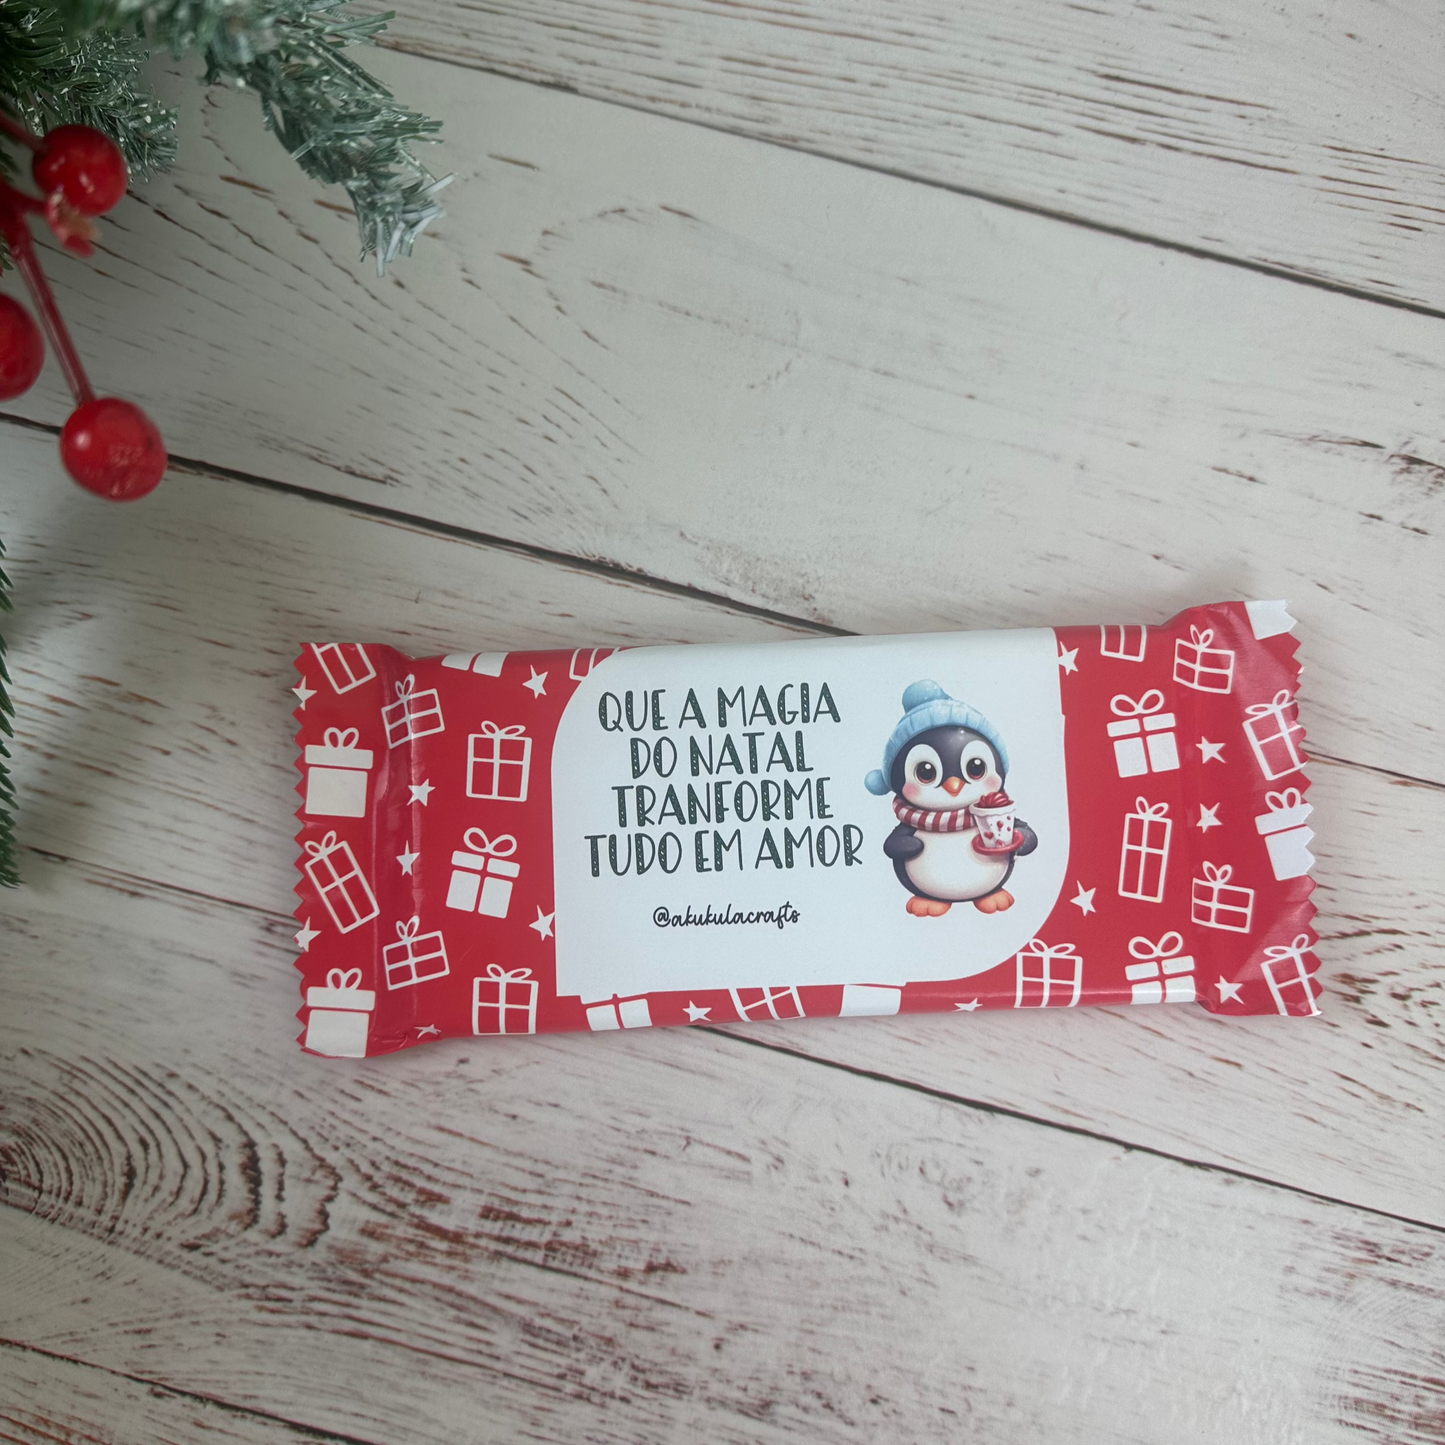 QUE A MAGIA
DO NATAL
TRANFORME
TUDO EM AMOR
@akukulacrafts